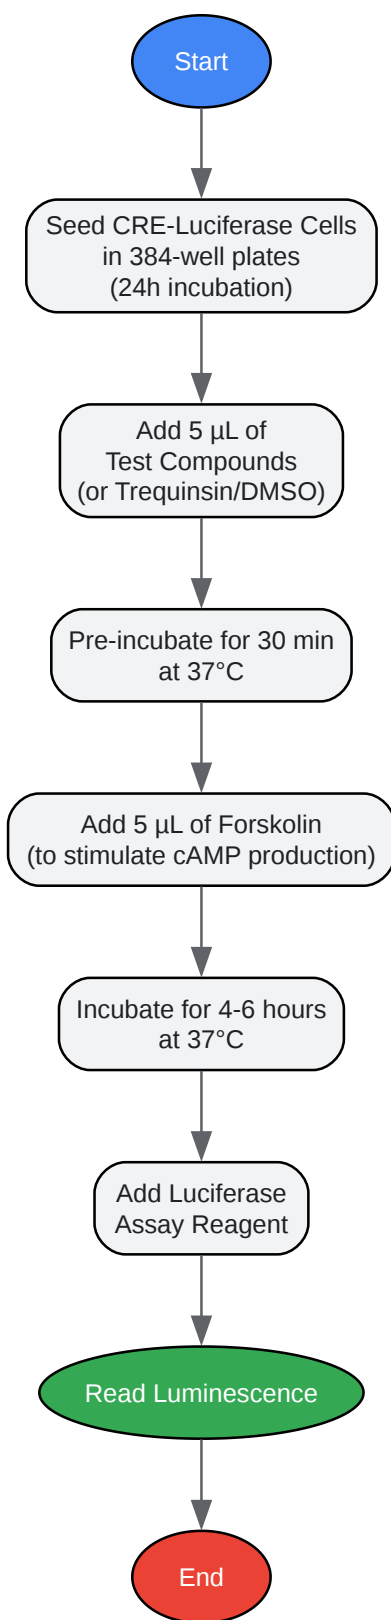 Start
Seed CRE-Luciferase Cells
in 384-well plates
(24h incubation)
Add 5 µL of
Test Compounds
(or Trequinsin/DMSO)
Pre-incubate for 30 min
at 37°C
Add 5 µL of Forskolin
(to stimulate cAMP production)
Incubate for 4-6 hours
at 37°C
Add Luciferase
Assay Reagent
Read Luminescence
End